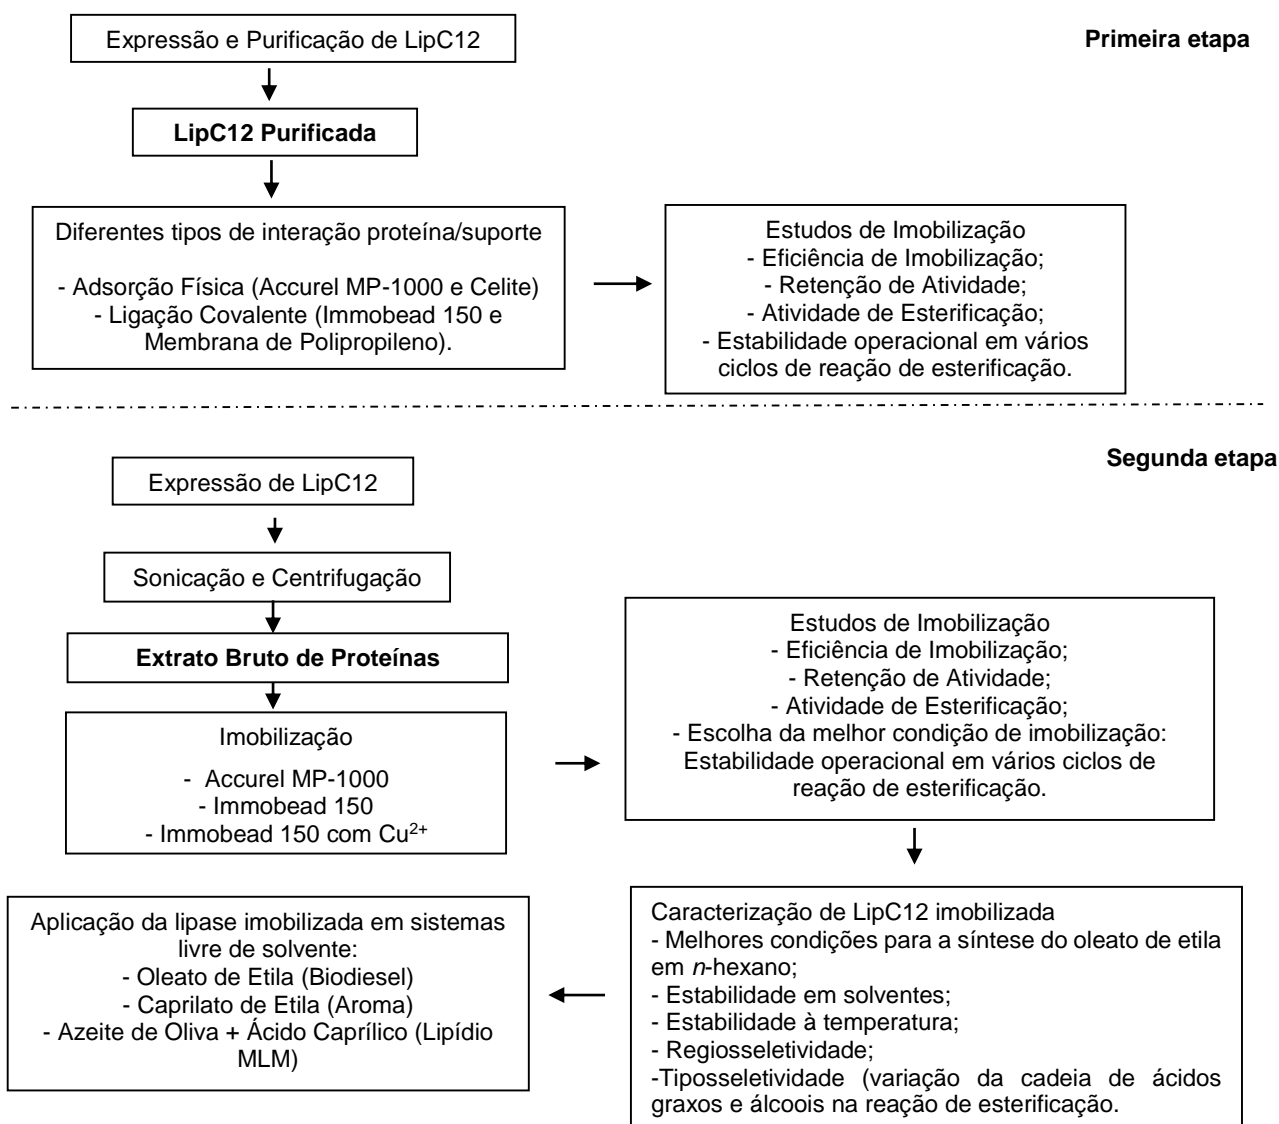 Expressão e Purificação de LipC12
Primeira etapa
LipC12 Purificada
Diferentes tipos de interação proteína/suporte
- Adsorção Física (Accurel MP-1000 e Celite)
- Ligação Covalente (Immobead 150 e
Membrana de Polipropileno).
Estudos de Imobilização
- Eficiência de Imobilização;
- Retenção de Atividade;
- Atividade de Esterificação;
- Estabilidade operacional em vários
ciclos de reação de esterificação.
Segunda etapa
Expressão de LipC12
Sonicação e Centrifugação
Extrato Bruto de Proteínas
Imobilização
- Accurel MP-1000
- Immobead 150
- Immobead 150 com Cu²⁺
Estudos de Imobilização
- Eficiência de Imobilização;
- Retenção de Atividade;
- Atividade de Esterificação;
- Escolha da melhor condição de imobilização:
Estabilidade operacional em vários ciclos de
reação de esterificação.
Caracterização de LipC12 imobilizada
- Melhores condições para a síntese do oleato de etila
em n-hexano;
- Estabilidade em solventes;
- Estabilidade à temperatura;
- Regiosseletividade;
-Tiposseletividade (variação da cadeia de ácidos
graxos e álcoois na reação de esterificação.
Aplicação da lipase imobilizada em sistemas
livre de solvente:
- Oleato de Etila (Biodiesel)
- Caprilato de Etila (Aroma)
- Azeite de Oliva + Ácido Caprílico (Lipídio
MLM)